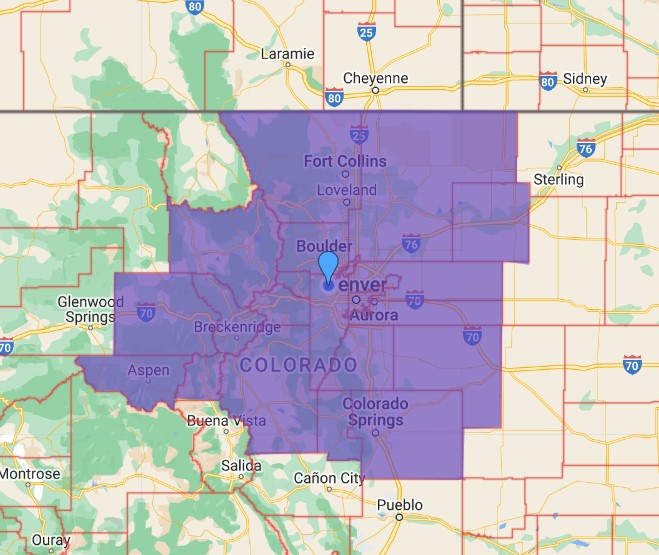 80
25
Laramie
Cheyenne
80
80
Sidney
25
76
Fort Collins
Loveland
Sterling
Boulder
76
enver
Glenwood
Springs
70
70
Aurora
Breckenridge
70
70
70
Aspen
COLORADO
Colorado
Springs
Buena Vista
Salida
Montrose
Cañon City
Pueblo
Ouray